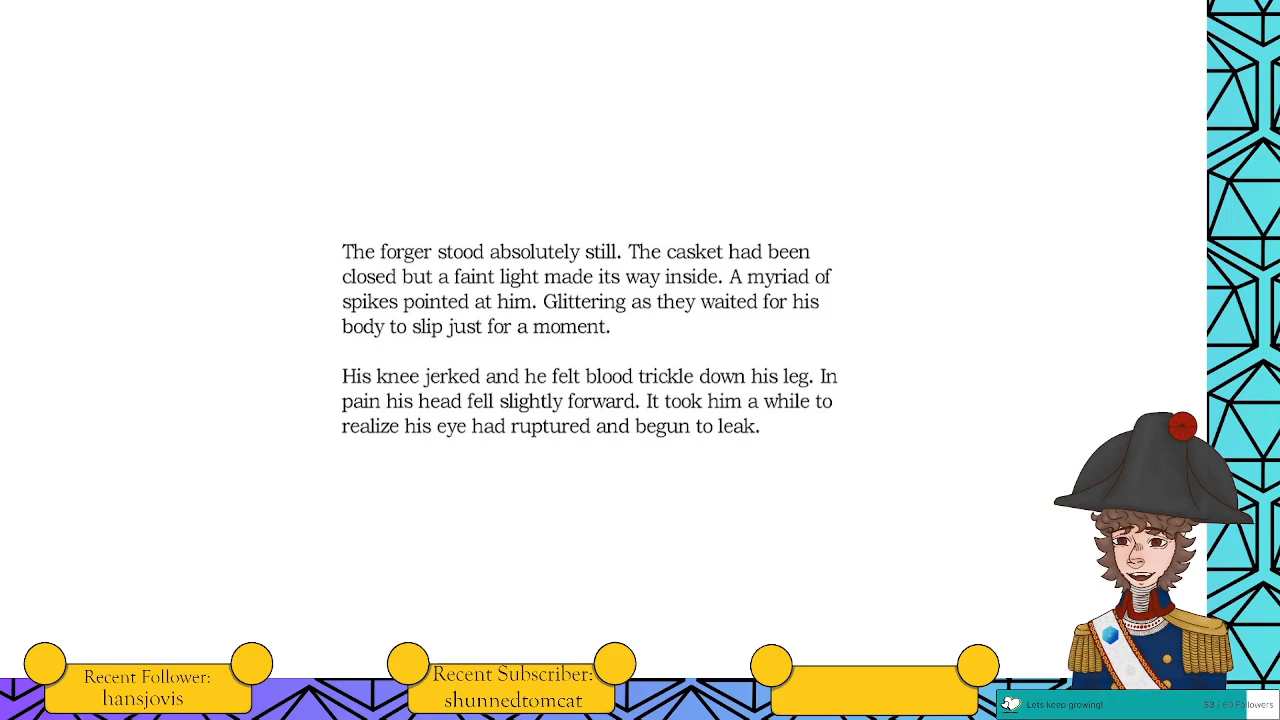 The forger stood absolutely still. The casket had been
closed but a faint light made its way inside. A myriad of
spikes pointed at him. Glittering as they waited for his
body to slip just for a moment.
His knee jerked and he felt blood trickle down his leg. In
pain his head fell slightly forward. It took him a while to
realize his eye had ruptured and begun to leak.
Recent Follower:
hansjovis
Recent Subscriber:
shunnedtomcat
Lets keep growing!
53 / 60 Followers